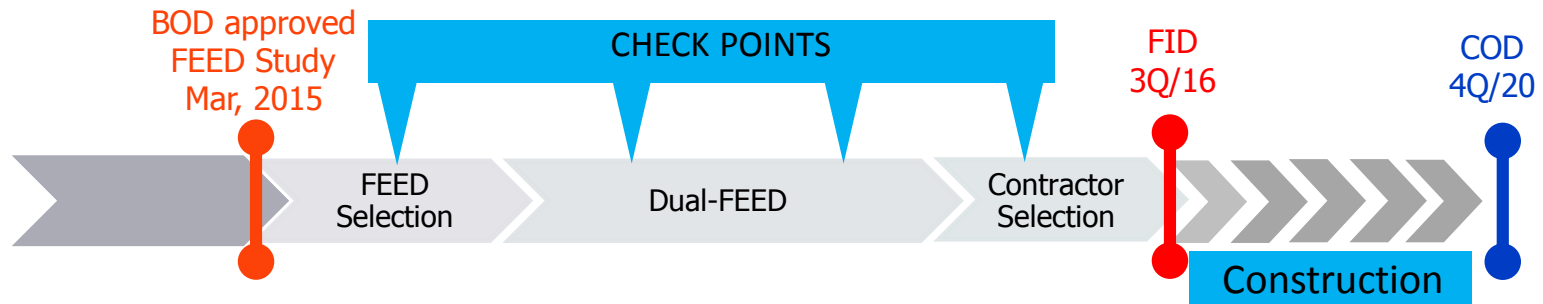 BOD approved
FEED Study
Mar, 2015
CHECK POINTS
FID
3Q/16
COD
4Q/20
FEED
Selection
Dual-FEED
Contractor
Selection
Construction